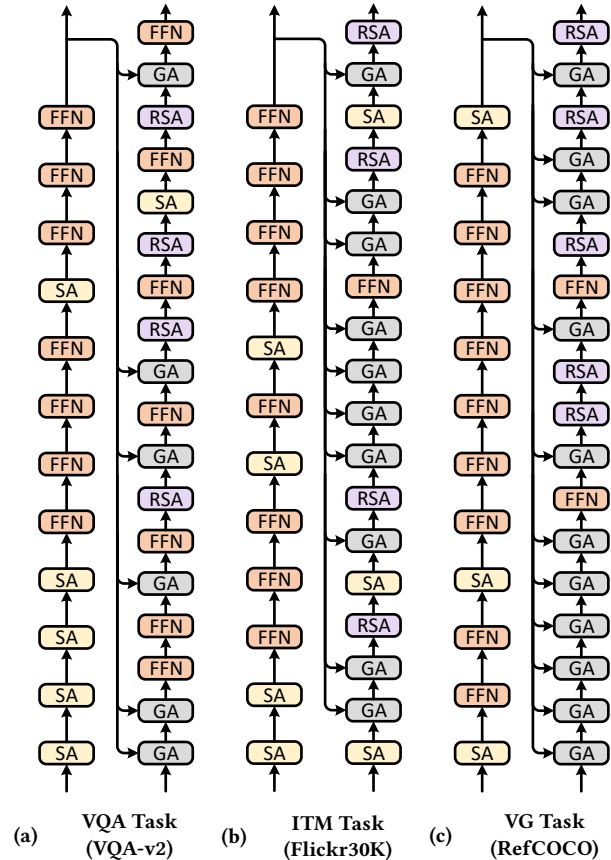 FFN
FFN
FFN
SA
FFN
FFN
FFN
FFN
SA
SA
SA
SA
FFN
GA
RSA
FFN
SA
RSA
FFN
RSA
GA
FFN
GA
RSA
FFN
GA
FFN
FFN
GA
GA
(a) VQA Task
(VQA-v2)
FFN
FFN
FFN
FFN
SA
FFN
SA
FFN
FFN
FFN
SA
SA
RSA
GA
SA
RSA
GA
GA
FFN
GA
GA
GA
GA
RSA
GA
SA
RSA
GA
GA
SA
(b) ITM Task
(Flickr30K)
SA
FFN
FFN
FFN
FFN
FFN
FFN
FFN
SA
FFN
FFN
SA
RSA
GA
RSA
GA
GA
RSA
FFN
GA
RSA
RSA
GA
FFN
GA
GA
GA
GA
GA
GA
(c) VG Task
(RefCOCO)